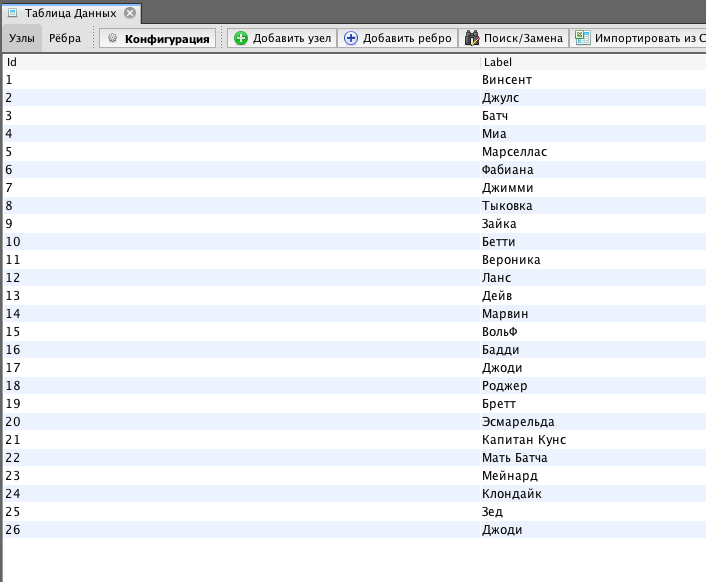 Таблица Данных
Узлы Рёбра Конфигурация Добавить узел Добавить ребро Поиск/Замена Импортировать из C
Id Label
1 Винсент
2 Джулс
3 Батч
4 Миа
5 Марселлас
6 Фабиана
7 Джимми
8 Тыковка
9 Зайка
10 Бетти
11 Вероника
12 Ланс
13 Дейв
14 Марвин
15 ВольФ
16 Бадди
17 Джоди
18 Роджер
19 Бретт
20 Эсмарельда
21 Капитан Кунс
22 Мать Батча
23 Мейнард
24 Клондайк
25 Зед
26 Джоди